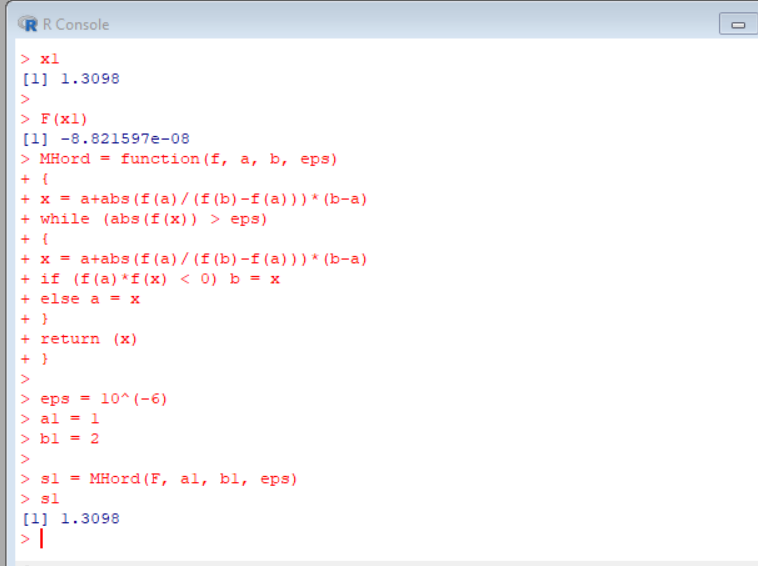 R Console
> x1
[1] 1.3098
>
> F(x1)
[1] -8.821597e-08
> MHord = function(f, a, b, eps)
+ {
+ x = a+abs(f(a)/(f(b)-f(a)))*(b-a)
+ while (abs(f(x)) > eps)
+ {
+ x = a+abs(f(a)/(f(b)-f(a)))*(b-a)
+ if (f(a)*f(x) < 0) b = x
+ else a = x
+ }
+ return (x)
+ }
>
> eps = 10^(-6)
> a1 = 1
> b1 = 2
>
> s1 = MHord(F, a1, b1, eps)
> s1
[1] 1.3098
>